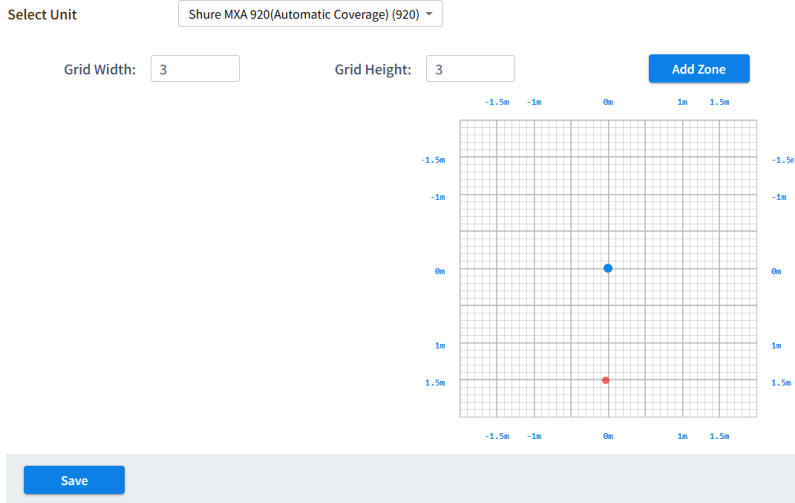 Select Unit Shure MXA 920(Automatic Coverage) (920)
Grid Width: 3 Grid Height: 3 Add Zone
-1.5m -1m 0m 1m 1.5m
-1.5m -1.5m
-1m -1m
0m 0m
1m 1m
1.5m 1.5m
-1.5m -1m 0m 1m 1.5m
Save